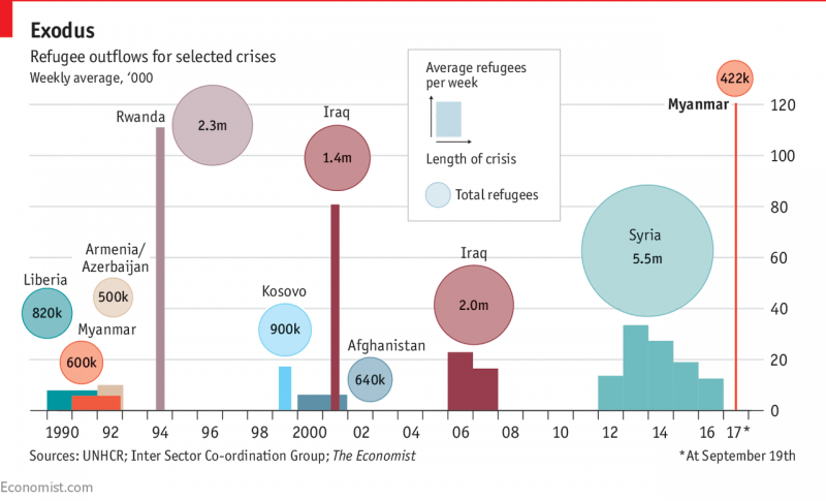 Exodus
Refugee outflows for selected crises
Weekly average, ‘000
Average refugees
per week
Length of crisis
Total refugees
422k
Myanmar
Rwanda
2.3m
Iraq
1.4m
Armenia/
Azerbaijan
500k
Liberia
820k
Myanmar
600k
Kosovo
900k
Afghanistan
640k
Iraq
2.0m
Syria
5.5m
120
100
80
60
40
20
0
1990 92 94 96 98 2000 02 04 06 08 10 12 14 16 17*
Sources: UNHCR; Inter Sector Co-ordination Group; The Economist
*At September 19th
Economist.com